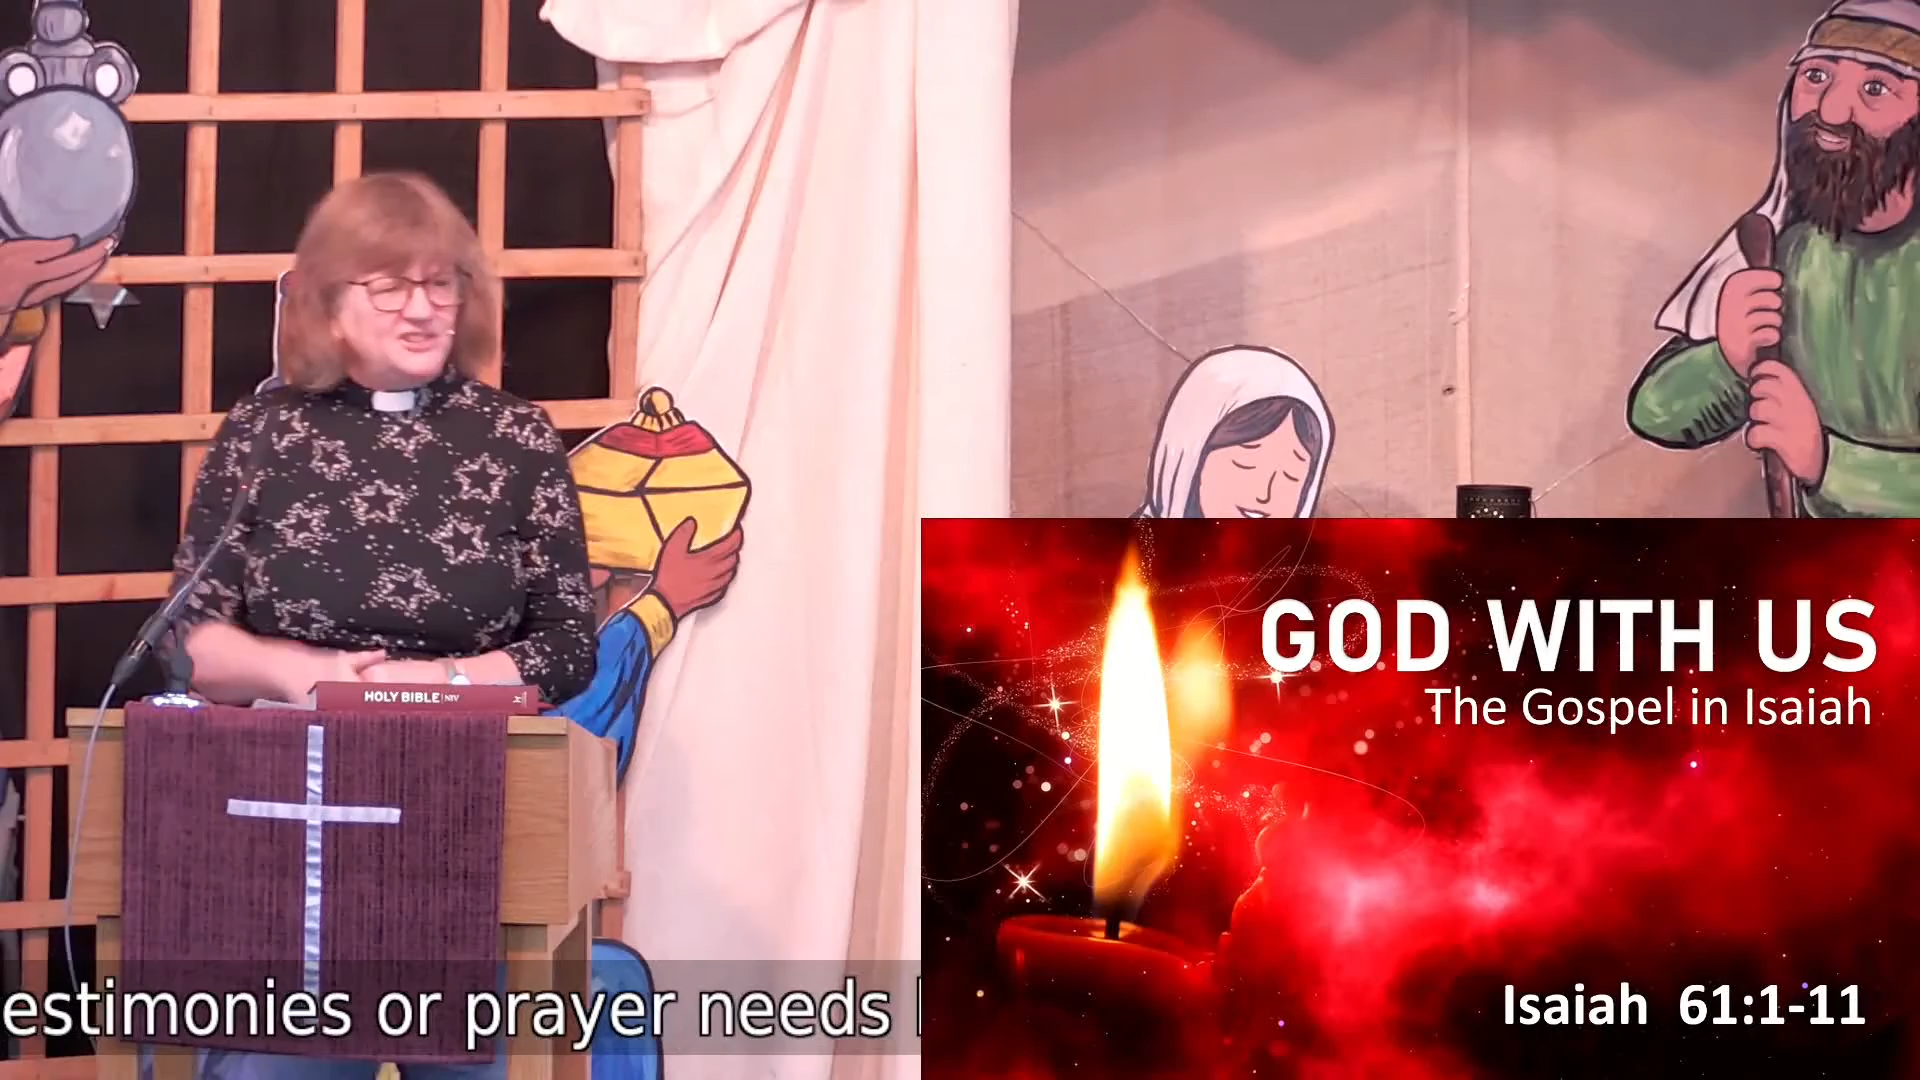 HOLY BIBLE NIV
GOD WITH US
The Gospel in Isaiah
Isaiah 61:1-11
estimonies or prayer needs